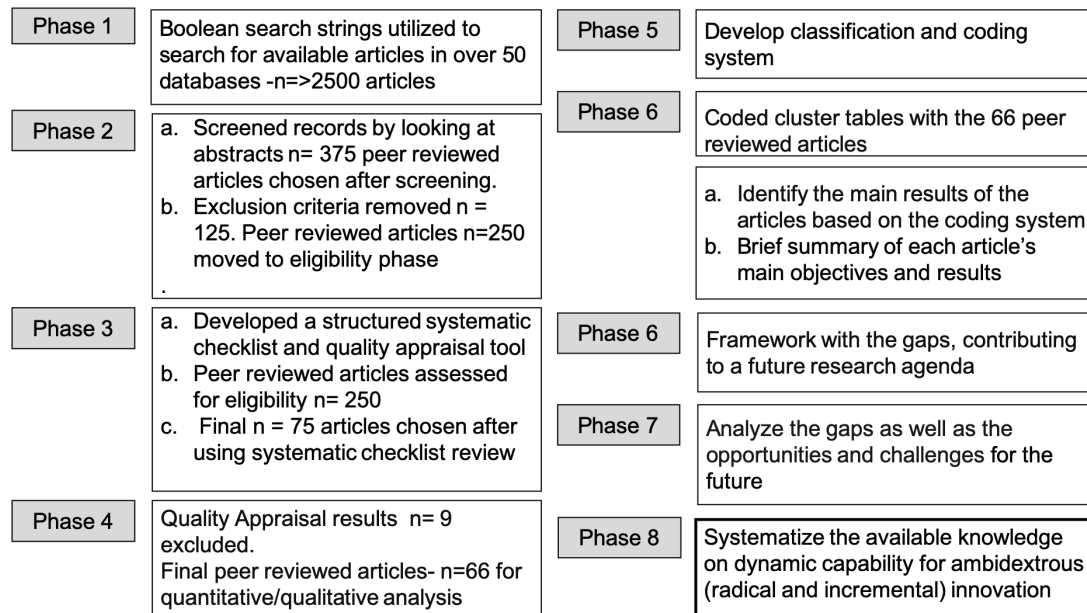 Phase 1
Boolean search strings utilized to
search for available articles in over 50
databases -n=>2500 articles
Phase 2
a. Screened records by looking at
abstracts n= 375 peer reviewed
articles chosen after screening.
b. Exclusion criteria removed n =
125. Peer reviewed articles n=250
moved to eligibility phase
.
Phase 3
a. Developed a structured systematic
checklist and quality appraisal tool
b. Peer reviewed articles assessed
for eligibility n= 250
c. Final n = 75 articles chosen after
using systematic checklist review
Phase 4
Quality Appraisal results n= 9
excluded.
Final peer reviewed articles- n=66 for
quantitative/qualitative analysis
Phase 5
Develop classification and coding
system
Phase 6
Coded cluster tables with the 66 peer
reviewed articles
a. Identify the main results of the
articles based on the coding system
b. Brief summary of each article’s
main objectives and results
Phase 6
Framework with the gaps, contributing
to a future research agenda
Phase 7
Analyze the gaps as well as the
opportunities and challenges for the
future
Phase 8
Systematize the available knowledge
on dynamic capability for ambidextrous
(radical and incremental) innovation